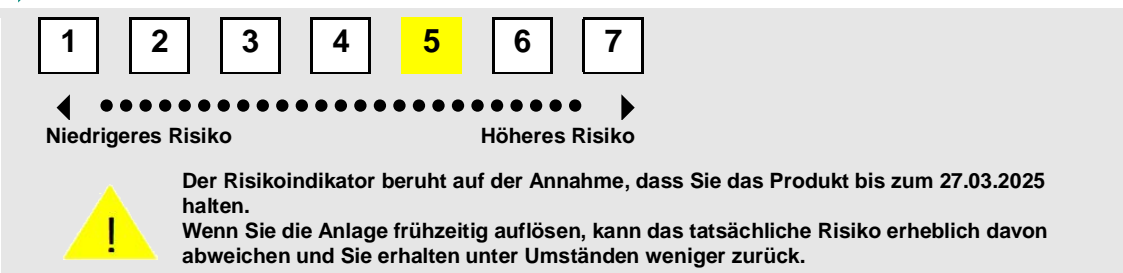 1 2 3 4 5 6 7
Niedrigeres Risiko Höheres Risiko
Der Risikoindikator beruht auf der Annahme, dass Sie das Produkt bis zum 27.03.2025
halten.
! Wenn Sie die Anlage frühzeitig auflösen, kann das tatsächliche Risiko erheblich davon
abweichen und Sie erhalten unter Umständen weniger zurück.